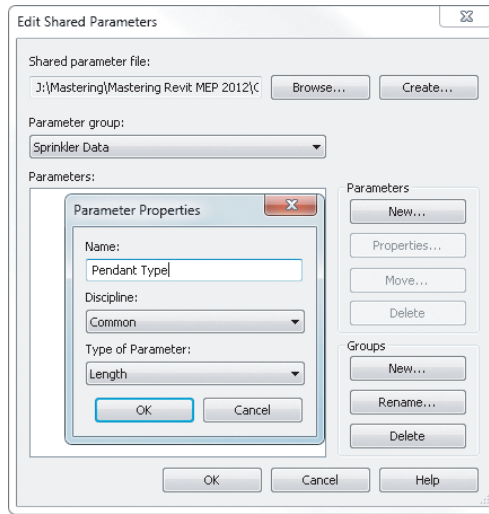 Edit Shared Parameters
Shared parameter file:
J:\Mastering\Mastering Revit MEP 2012\C
Browse...
Create...
Parameter group:
Sprinkler Data
Parameters:
Parameter Properties
Name:
Pendant Type
Discipline:
Common
Type of Parameter:
Length
OK
Cancel
Parameters
New...
Properties...
Move...
Delete
Groups
New...
Rename...
Delete
OK
Cancel
Help